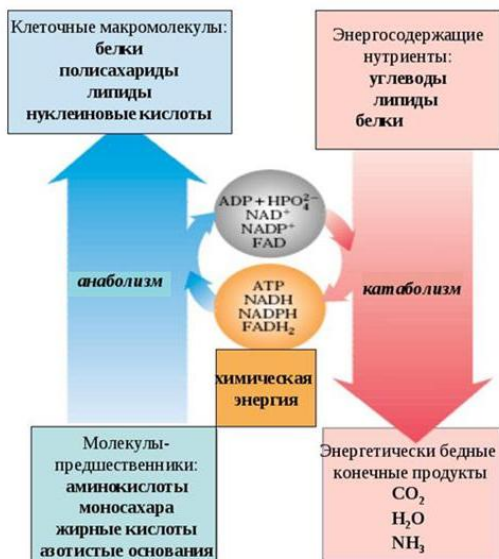 Клеточные макромолекулы:
белки
полисахариды
липиды
нуклеиновые кислоты
Энергосодержащие
нутриенты:
углеводы
липиды
белки
ADP + HPO₄²⁻
NAD⁺
NADP⁺
FAD
анаболизм
катаболизм
ATP
NADH
NADPH
FADH₂
химическая
энергия
Молекулы-
предшественники:
аминокислоты
моносахара
жирные кислоты
азотистые основания
Энергетически бедные
конечные продукты
CO₂
H₂O
NH₃